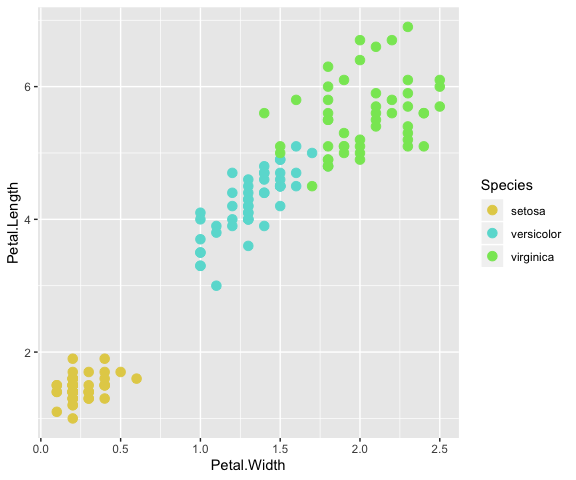 6
4
2
Petal.Length
0.0 0.5 1.0 1.5 2.0 2.5
Petal.Width
Species
setosa
versicolor
virginica